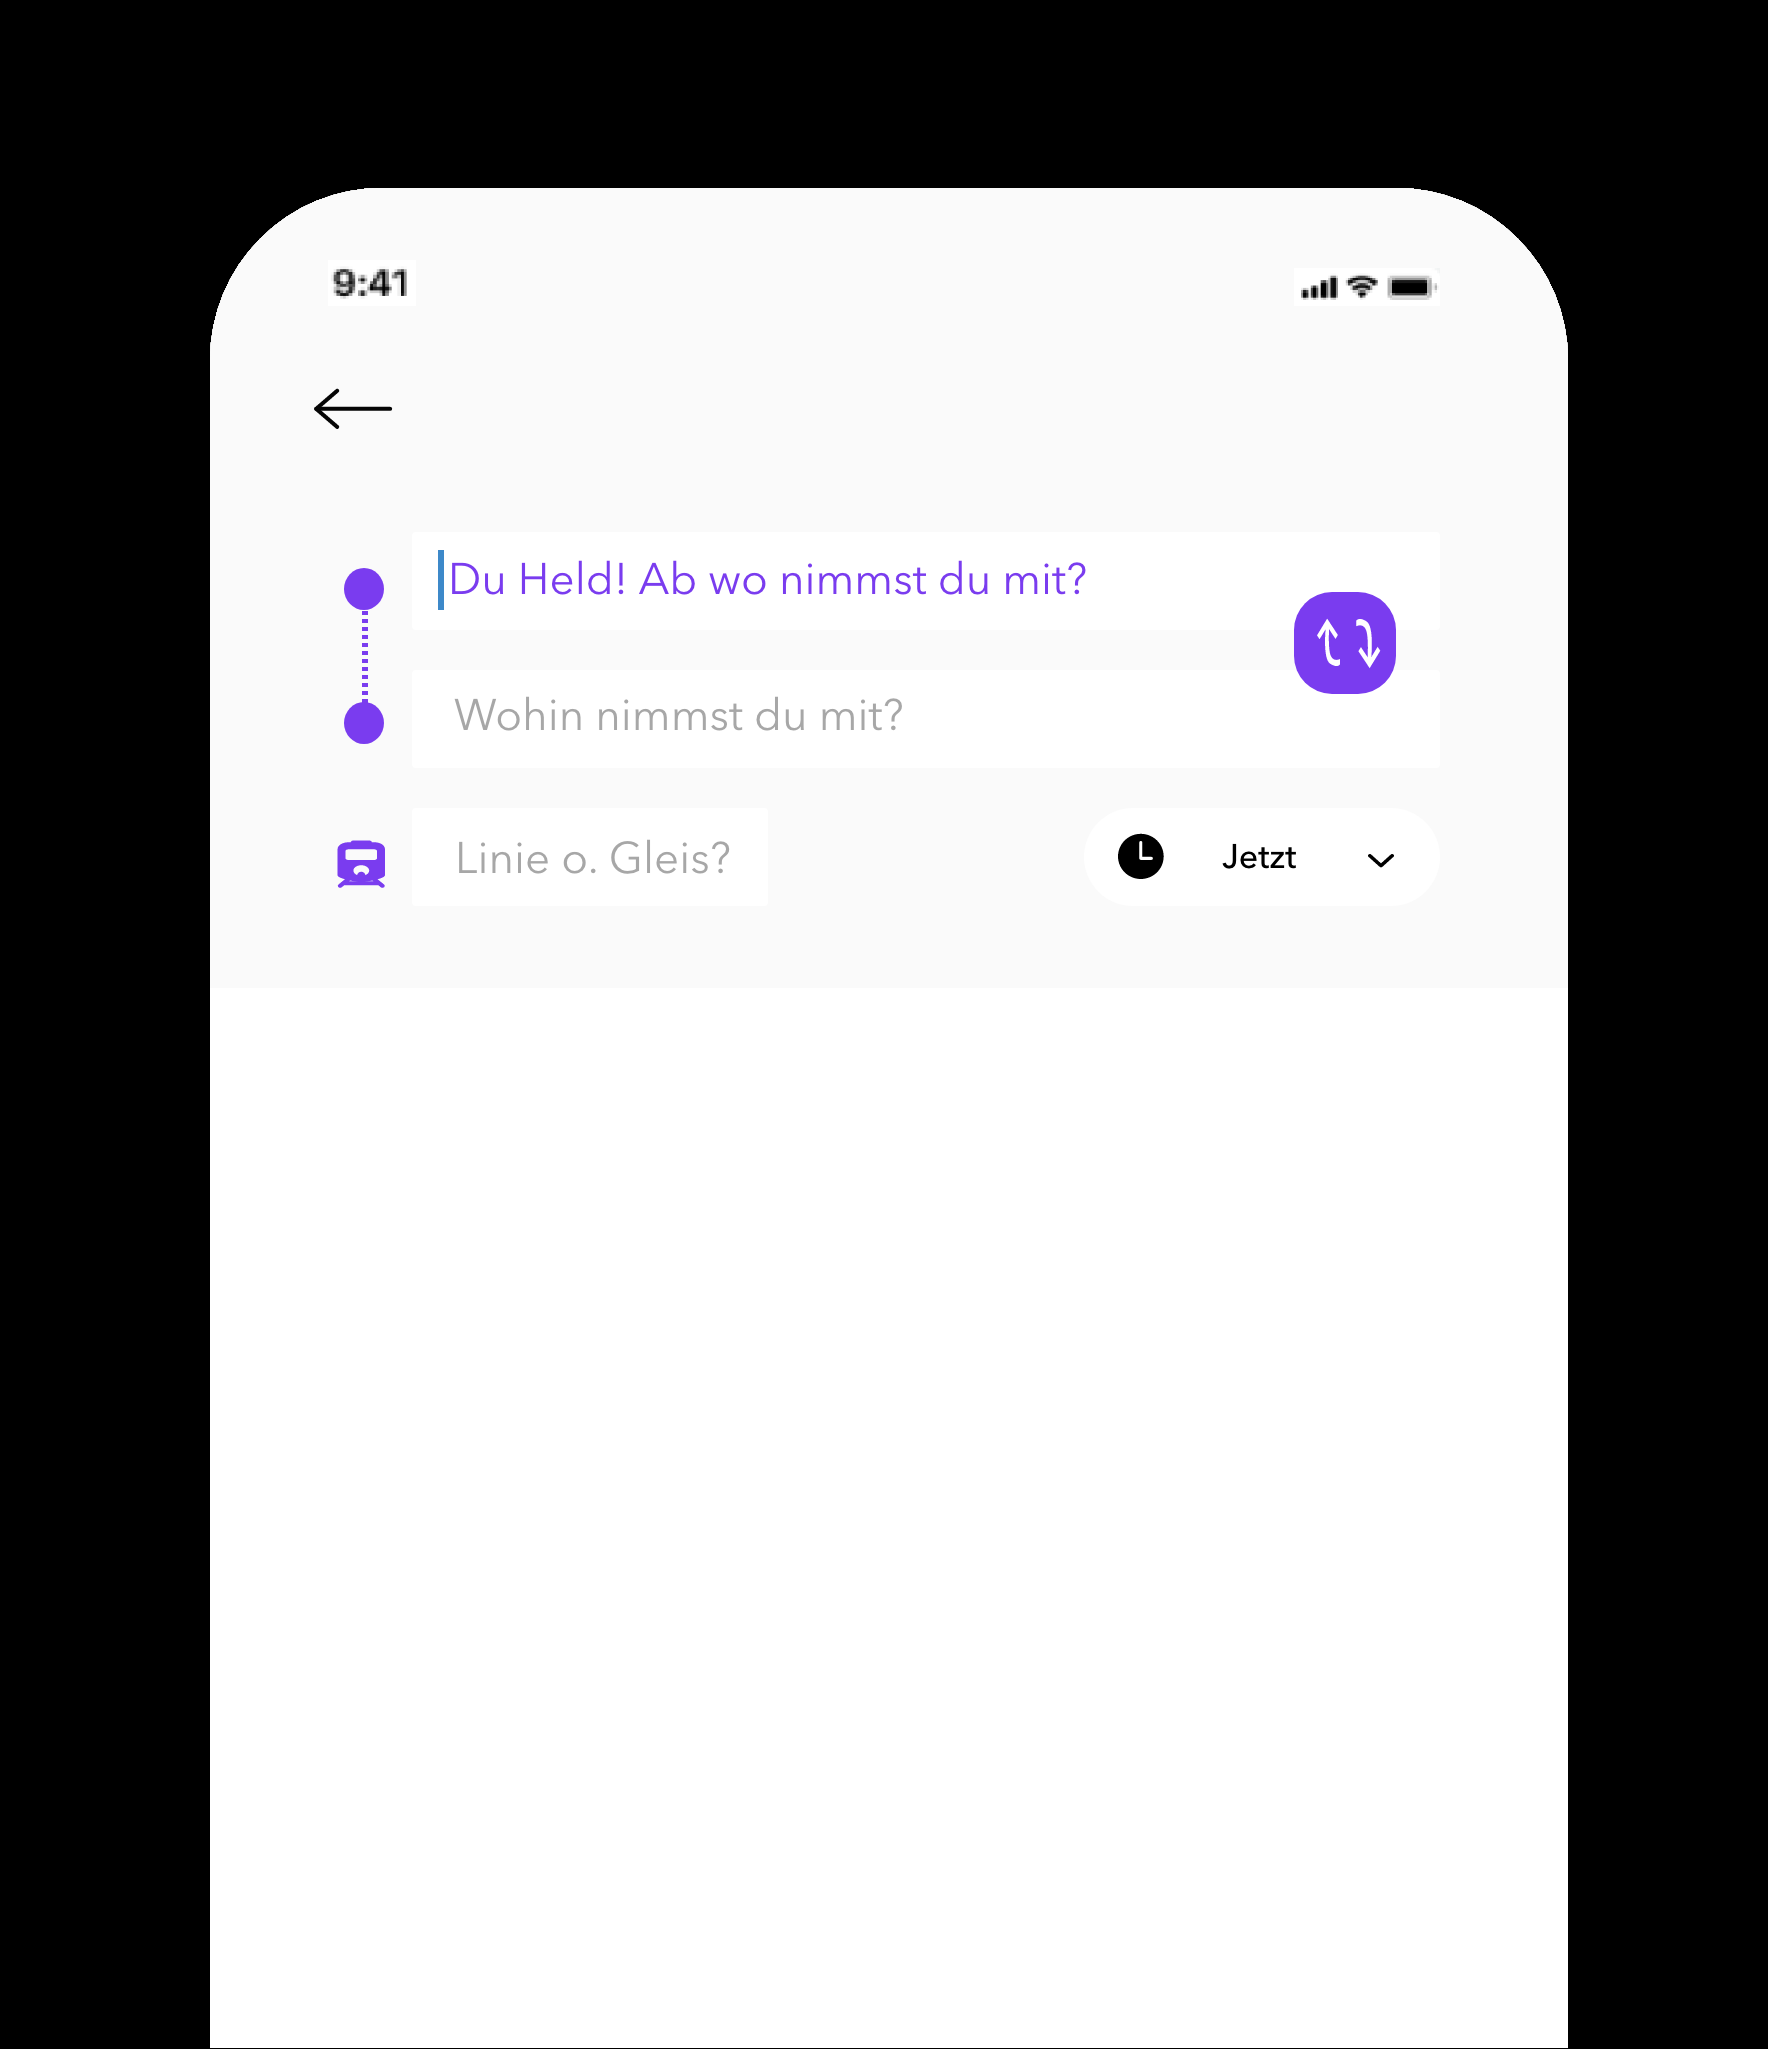 9:41
Du Held! Ab wo nimmst du mit?
Wohin nimmst du mit?
Linie o. Gleis?
Jetzt